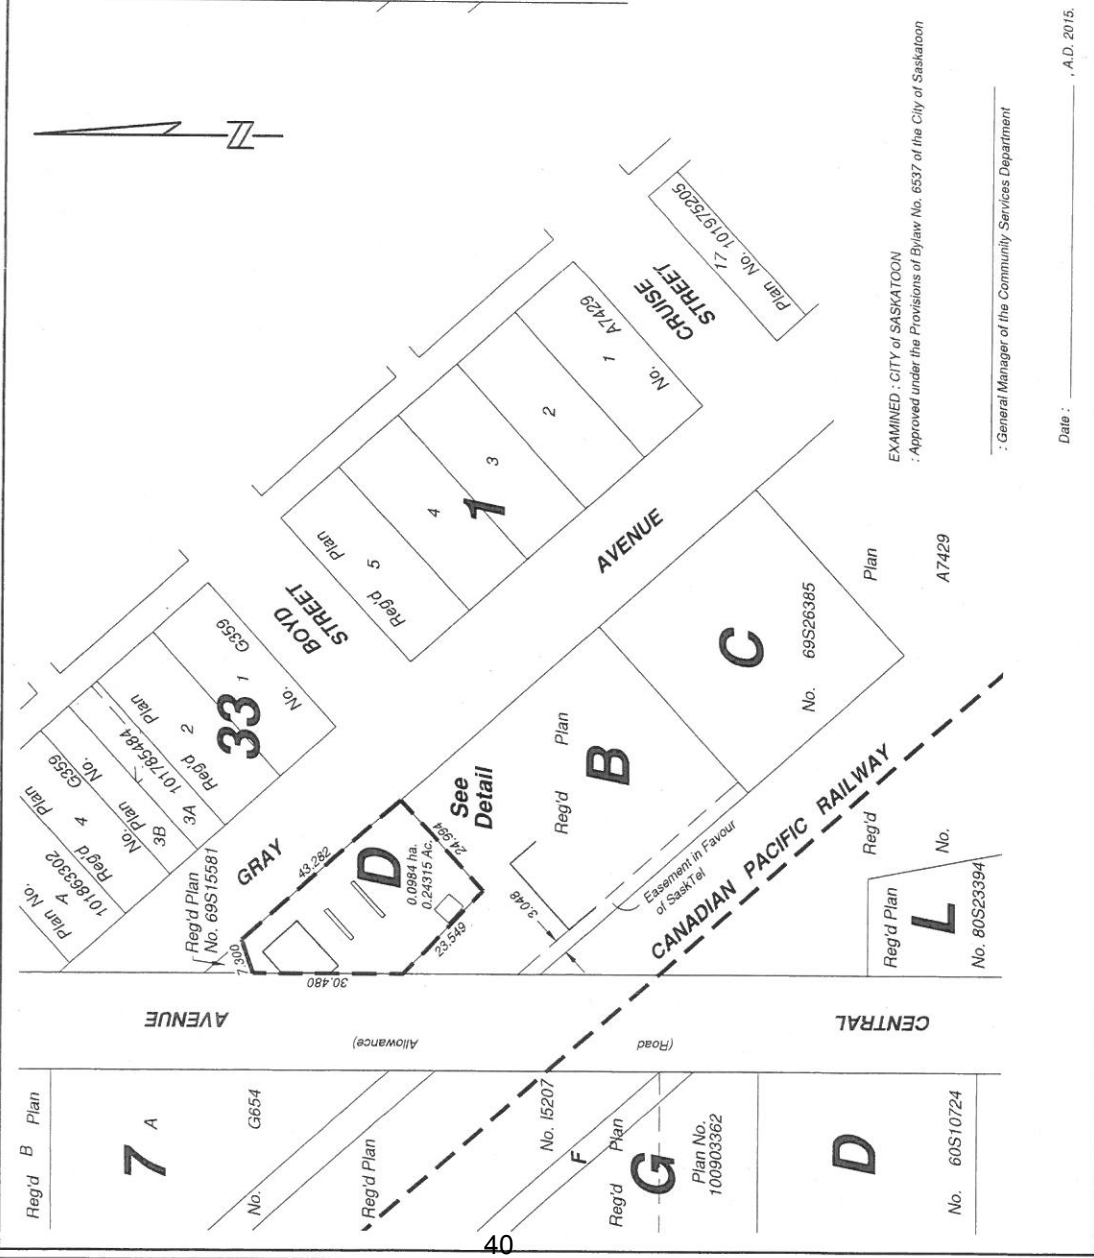 Reg'd B Plan
7 A
No. G654
Reg'd Plan
No. I5207
F
Reg'd Plan
G
Plan No.
100903362
D
No. 60S10724
AVENUE
(Allowance)
(Road
CENTRAL
Plan No.
A
101863302
Plan
Reg'd 4
No. G359
No.
Plan
3B
3A
101785484
Plan
Reg'd 2
33
1
No. G359
Reg'd Plan
No. 69S15581
GRAY
AVENUE
BOYD
STREET
Plan
5
Reg'd
4
1
3
2
1
No. A7429
CRUISE
STREET
17
Plan No. 101975205
7.300
43.282
24.994
23.549
30.480
D
0.0984 ha.
0.24315 Ac.
See
Detail
3.048
Reg'd Plan
B
Easement in Favour
of SaskTel
C
No. 69S26385
CANADIAN PACIFIC RAILWAY
Reg'd Plan
No. A7429
Reg'd Plan
L
No. 80S23394
N
EXAMINED : CITY of SASKATOON
: Approved under the Provisions of Bylaw No. 6537 of the City of Saskatoon
: General Manager of the Community Services Department
Date : , A.D. 2015.
40